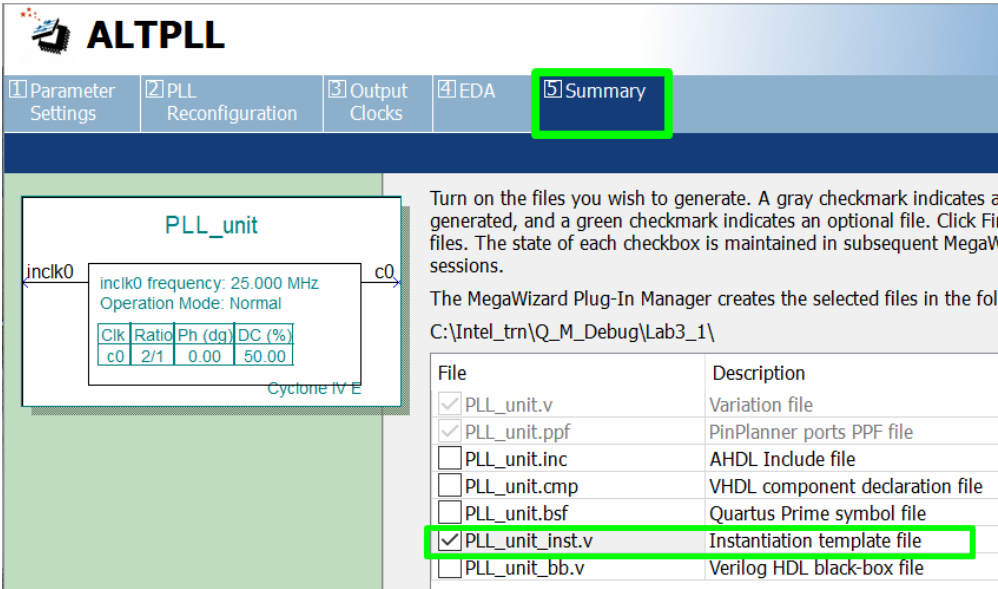 ALTPLL
1 Parameter Settings
2 PLL Reconfiguration
3 Output Clocks
4 EDA
5 Summary
PLL_unit
inclk0
c0
inclk0 frequency: 25.000 MHz
Operation Mode: Normal
Clk Ratio Ph (dg) DC (%)
c0 2/1 0.00 50.00
Cyclone IV E
Turn on the files you wish to generate. A gray checkmark indicates a
generated, and a green checkmark indicates an optional file. Click Fi
files. The state of each checkbox is maintained in subsequent MegaW
sessions.
The MegaWizard Plug-In Manager creates the selected files in the fol
C:\Intel_trn\Q_M_Debug\Lab3_1\
File Description
PLL_unit.v Variation file
PLL_unit.ppf PinPlanner ports PPF file
PLL_unit.inc AHDL Include file
PLL_unit.cmp VHDL component declaration file
PLL_unit.bsf Quartus Prime symbol file
PLL_unit_inst.v Instantiation template file
PLL_unit_bb.v Verilog HDL black-box file